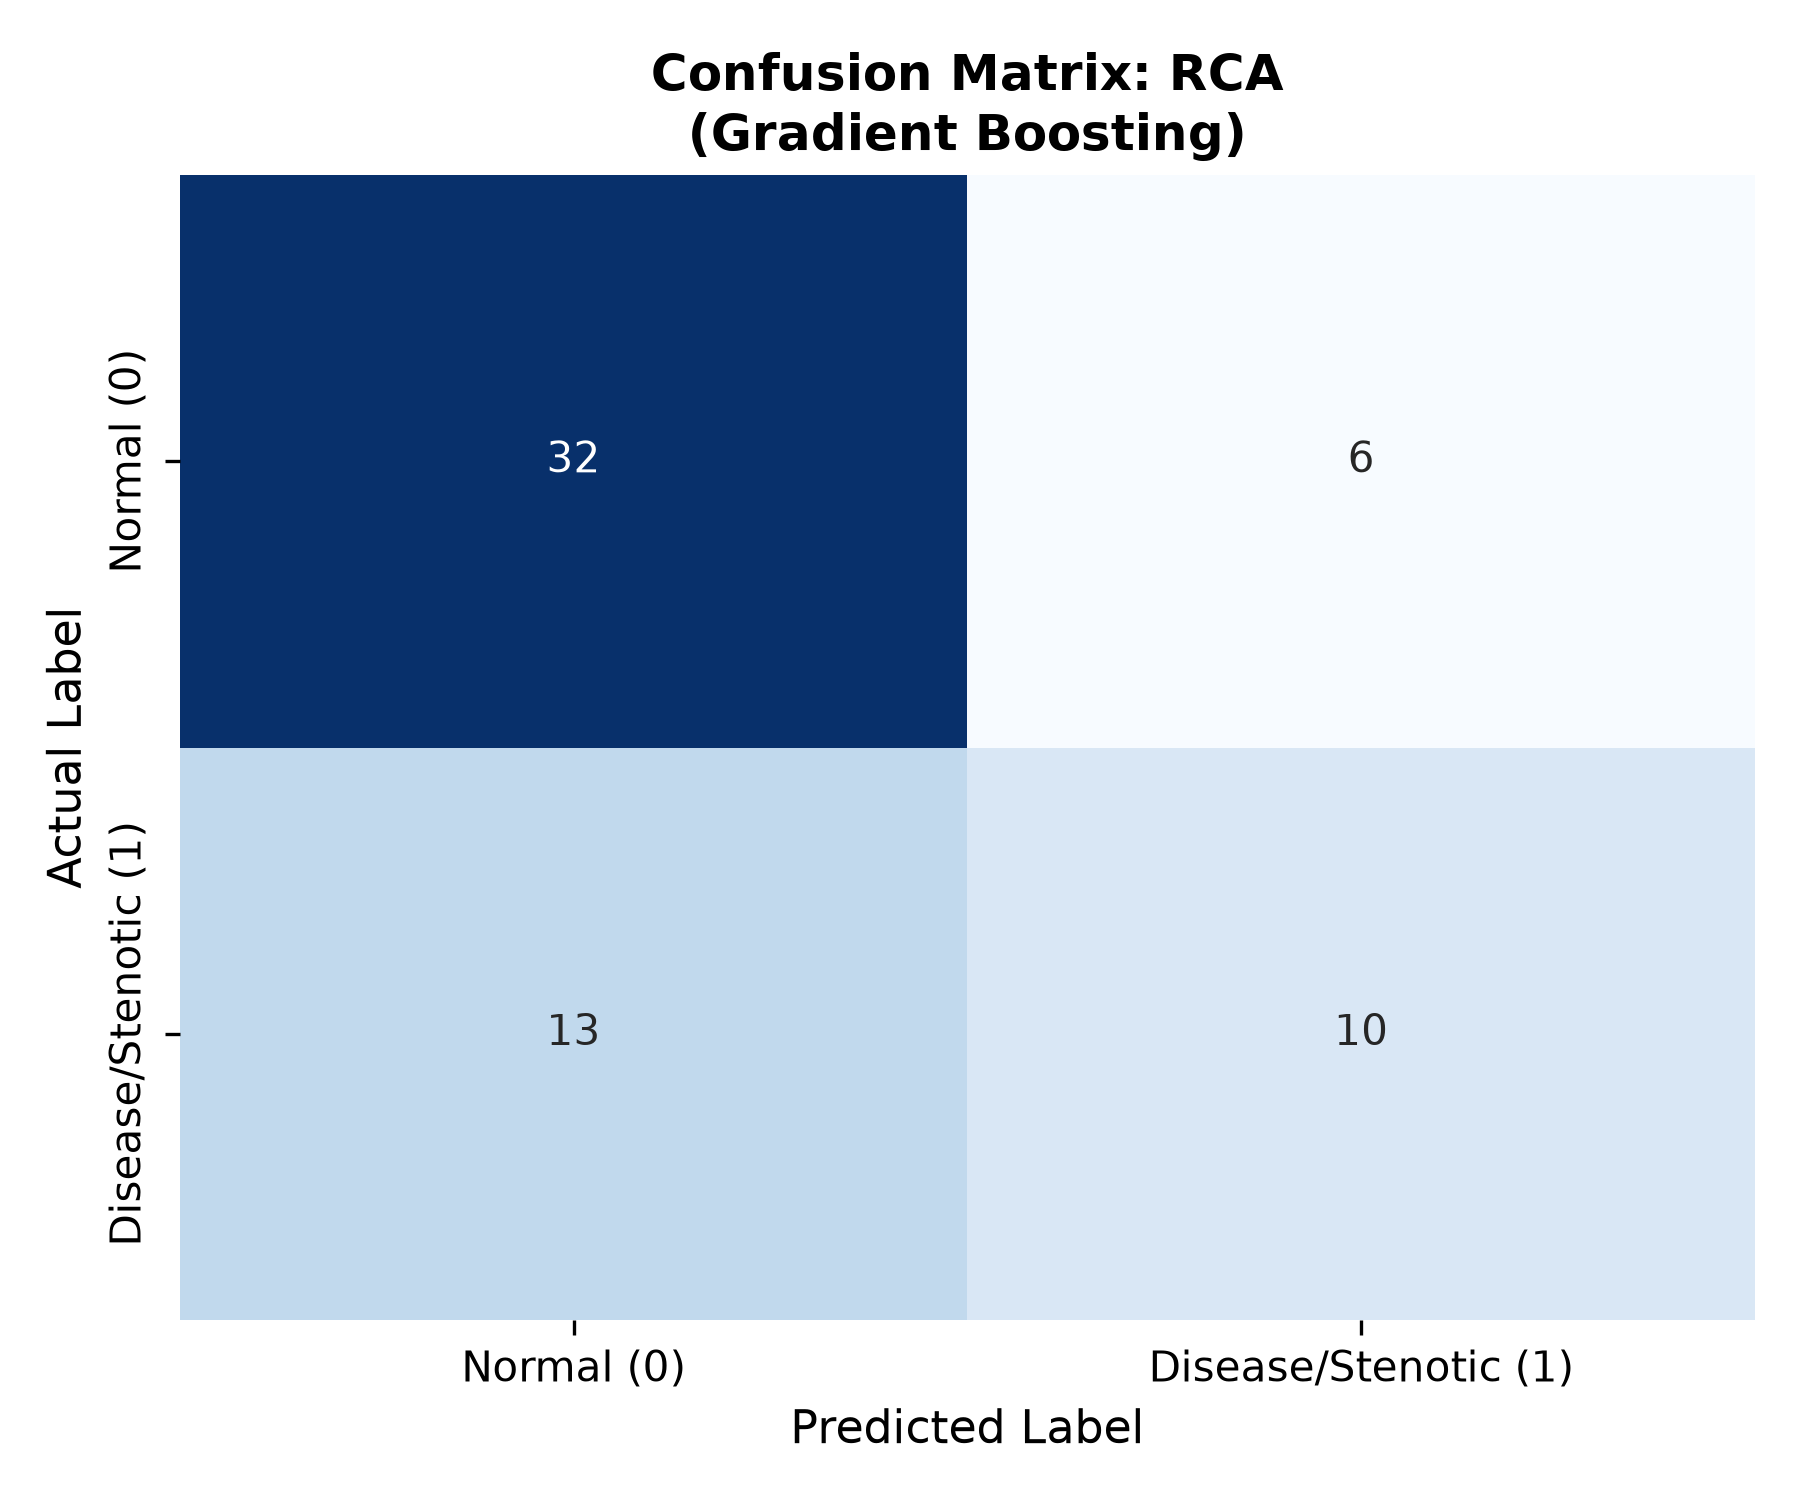 Confusion Matrix: RCA
(Gradient Boosting)
Actual Label
Normal (0)
32
6
Disease/Stenotic (1)
13
10
Normal (0)
Disease/Stenotic (1)
Predicted Label